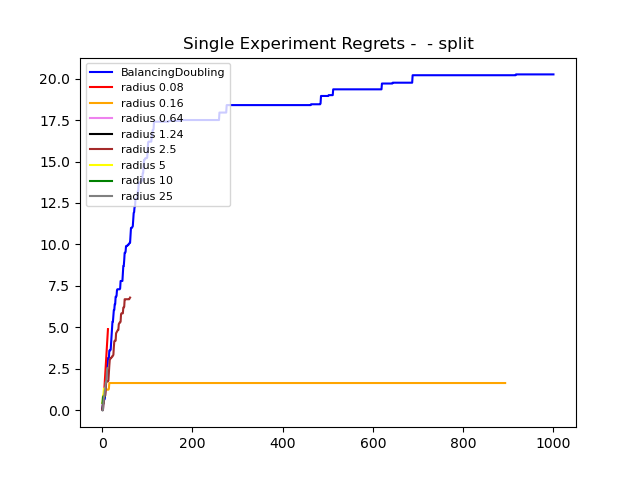 Single Experiment Regrets -  - split
20.0
17.5
15.0
12.5
10.0
7.5
5.0
2.5
0.0
BalancingDoubling
radius 0.08
radius 0.16
radius 0.64
radius 1.24
radius 2.5
radius 5
radius 10
radius 25
0 200 400 600 800 1000